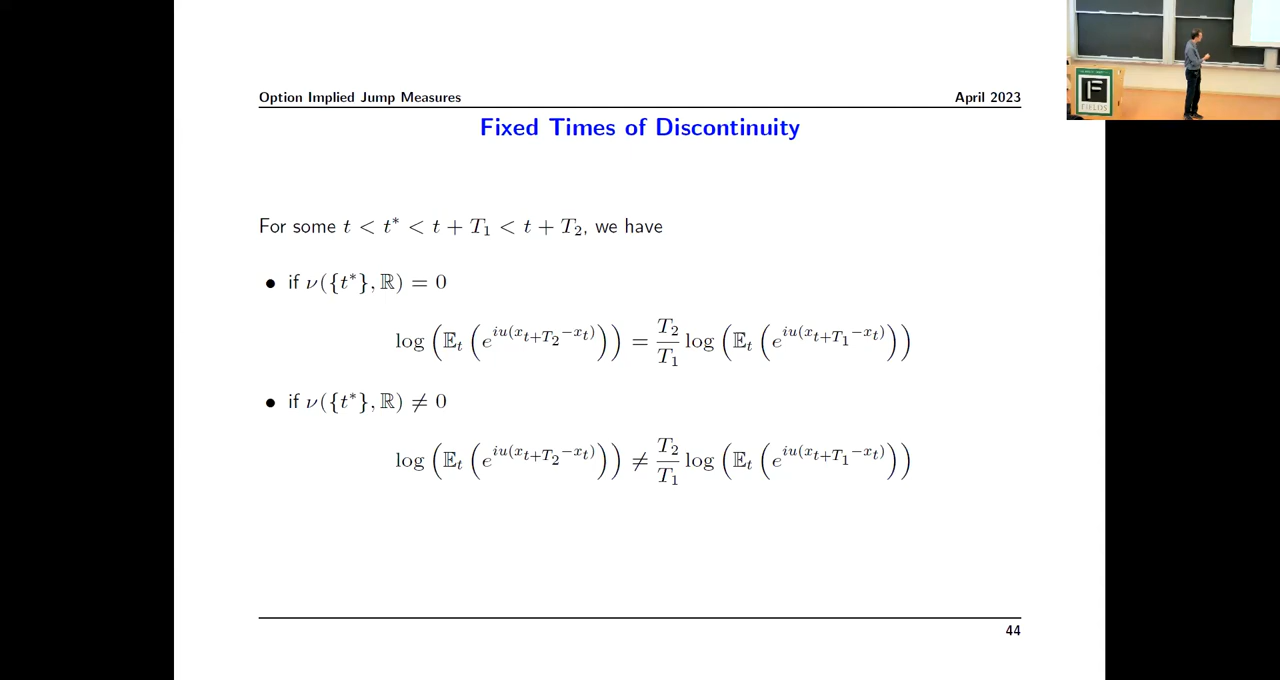 Option Implied Jump Measures April 2023
Fixed Times of Discontinuity
For some t < t* < t + T₁ < t + T₂, we have
• if ν({t*}, ℝ) = 0
log(𝔼ₜ(e^{iu(x_{t+T₂}−x_t)})) = T₂/T₁ log(𝔼ₜ(e^{iu(x_{t+T₁}−x_t)}))
• if ν({t*}, ℝ) ≠ 0
log(𝔼ₜ(e^{iu(x_{t+T₂}−x_t)})) ≠ T₂/T₁ log(𝔼ₜ(e^{iu(x_{t+T₁}−x_t)}))
44
F
FIELDS